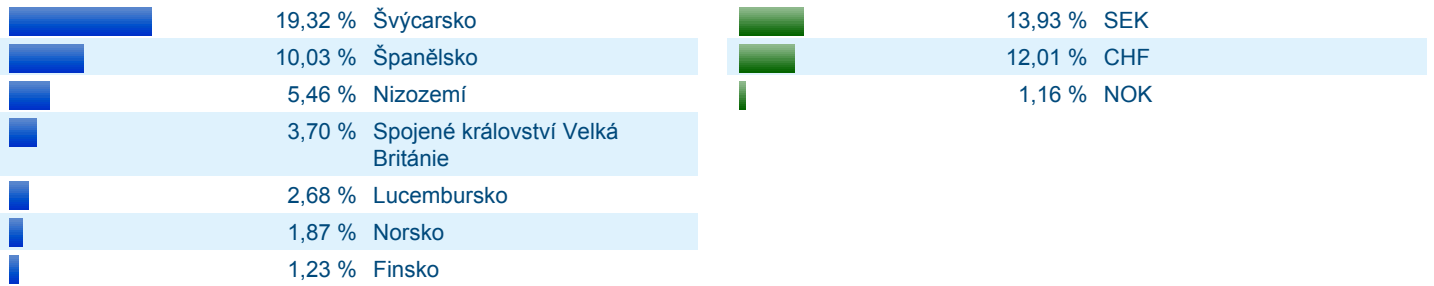 19,32 % Švýcarsko
10,03 % Španělsko
5,46 % Nizozemí
3,70 % Spojené království Velká
Británie
2,68 % Lucembursko
1,87 % Norsko
1,23 % Finsko
13,93 % SEK
12,01 % CHF
1,16 % NOK